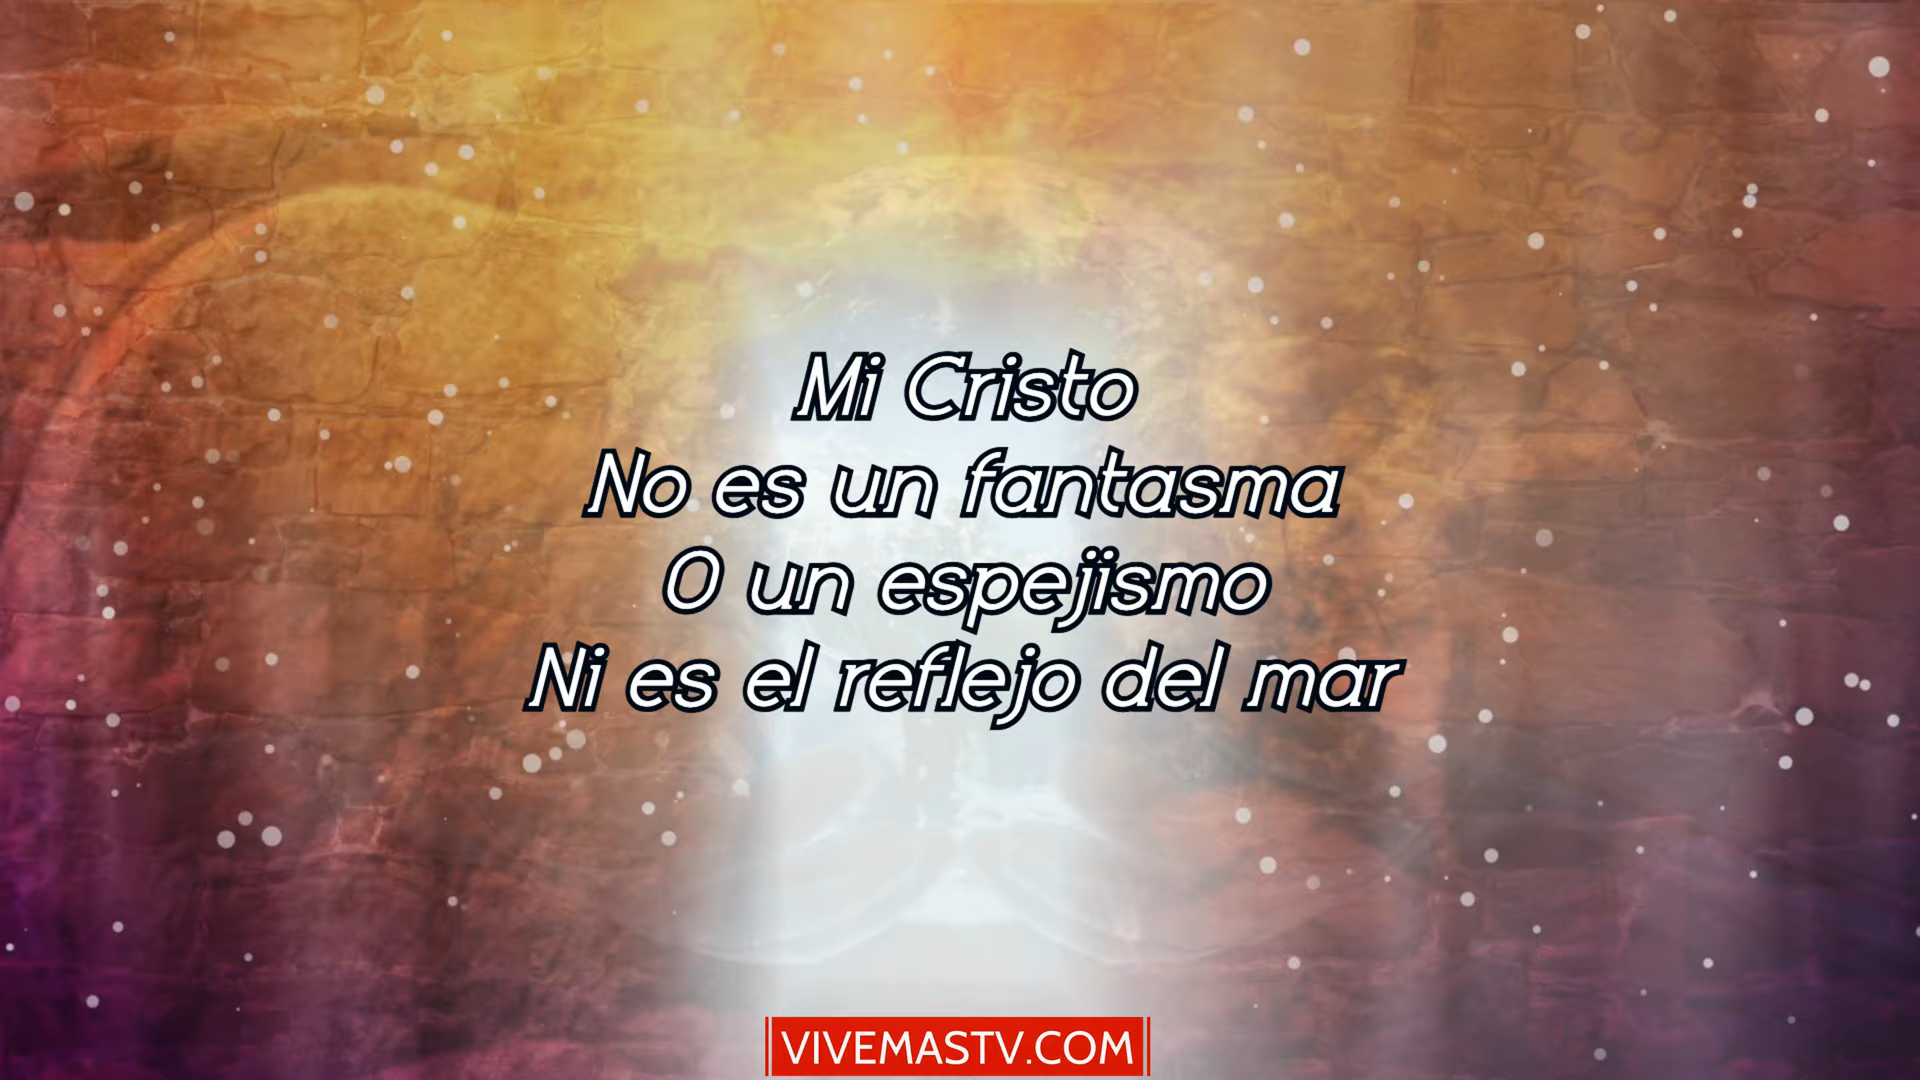 Mi Cristo
No es un fantasma
O un espejismo
Ni es el reflejo del mar
VIVEMASTV.COM